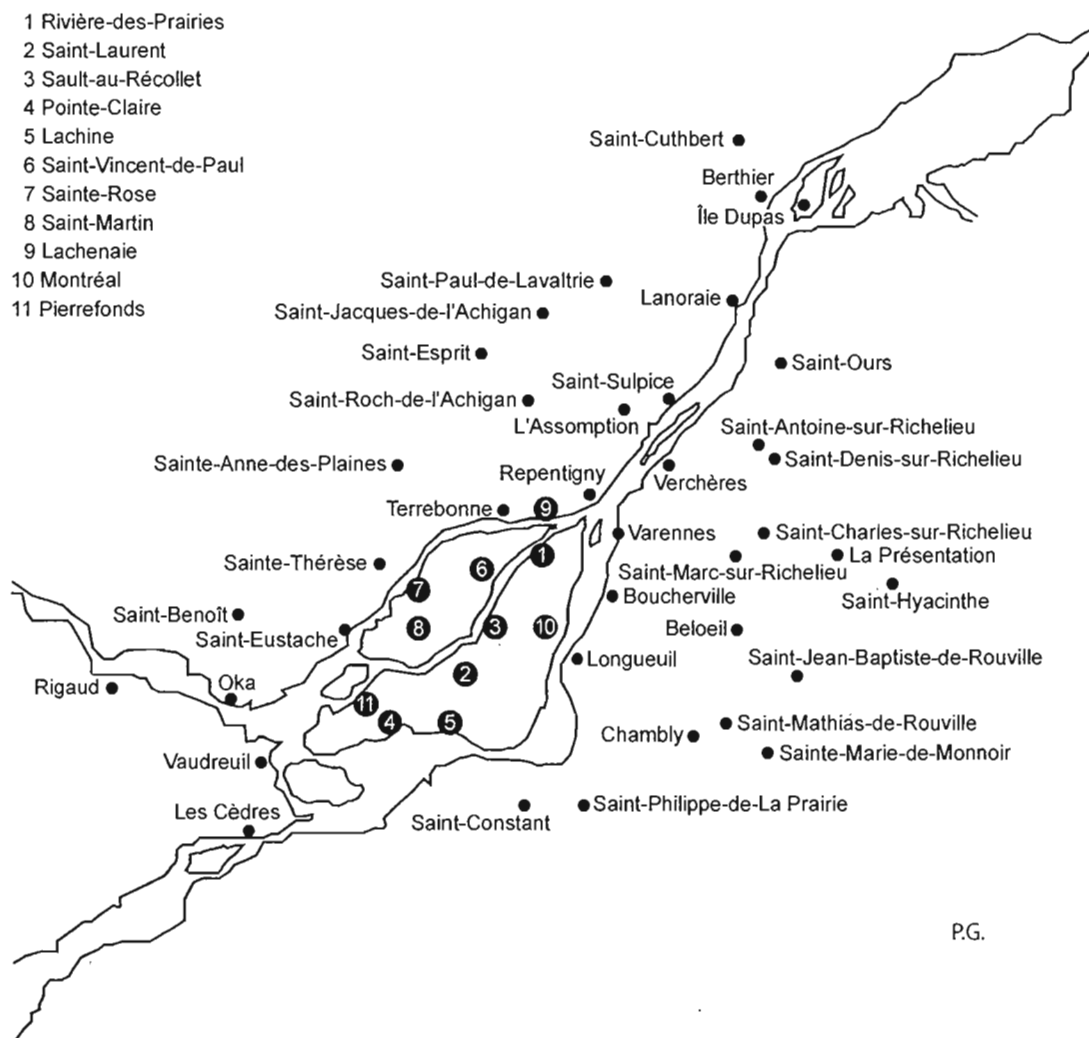 1 Rivière-des-Prairies
2 Saint-Laurent
3 Sault-au-Récollet
4 Pointe-Claire
5 Lachine
6 Saint-Vincent-de-Paul
7 Sainte-Rose
8 Saint-Martin
9 Lachenaie
10 Montréal
11 Pierrefonds
Saint-Cuthbert
Berthier
Île Dupas
Saint-Paul-de-Lavaltrie
Lanoraie
Saint-Jacques-de-l'Achigan
Saint-Esprit
Saint-Ours
Saint-Sulpice
Saint-Roch-de-l'Achigan
L'Assomption
Saint-Antoine-sur-Richelieu
Sainte-Anne-des-Plaines
Saint-Denis-sur-Richelieu
Repentigny
Verchères
Terrebonne
9
Varennes
Saint-Charles-sur-Richelieu
1
La Présentation
Sainte-Thérèse
6
Saint-Marc-sur-Richelieu
7
Boucherville
Saint-Hyacinthe
Saint-Benoît
Saint-Eustache
8
3
10
Beloeil
Longueuil
Saint-Jean-Baptiste-de-Rouville
2
Rigaud
Oka
11
4
5
Saint-Mathias-de-Rouville
Chambly
Sainte-Marie-de-Monnoir
Vaudreuil
Les Cèdres
Saint-Constant
Saint-Philippe-de-La Prairie
P.G.